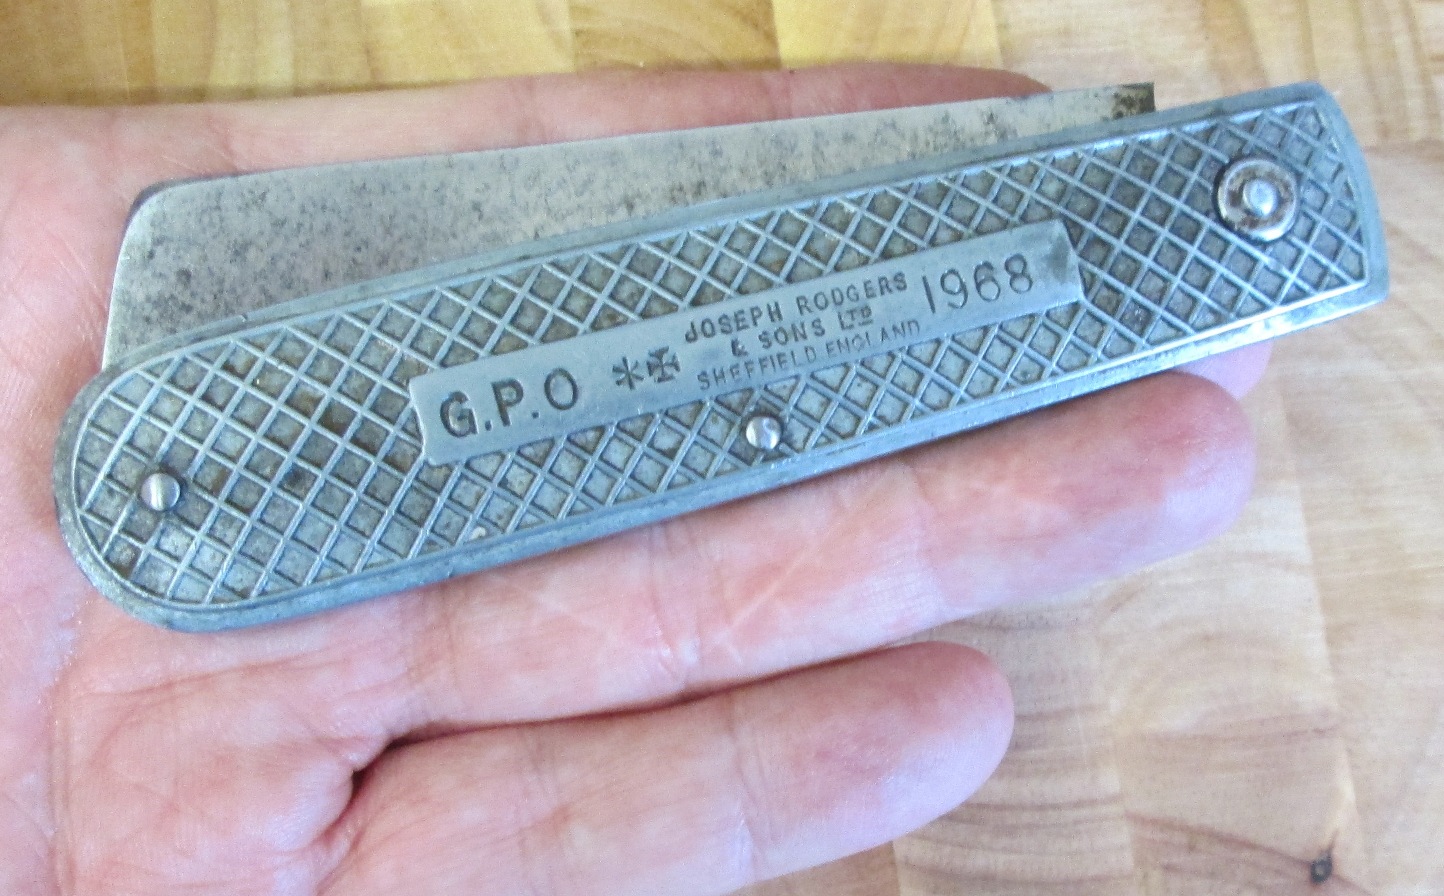 G.P.O
JOSEPH RODGERS
& SONS LTD
SHEFFIELD ENGLAND
1968